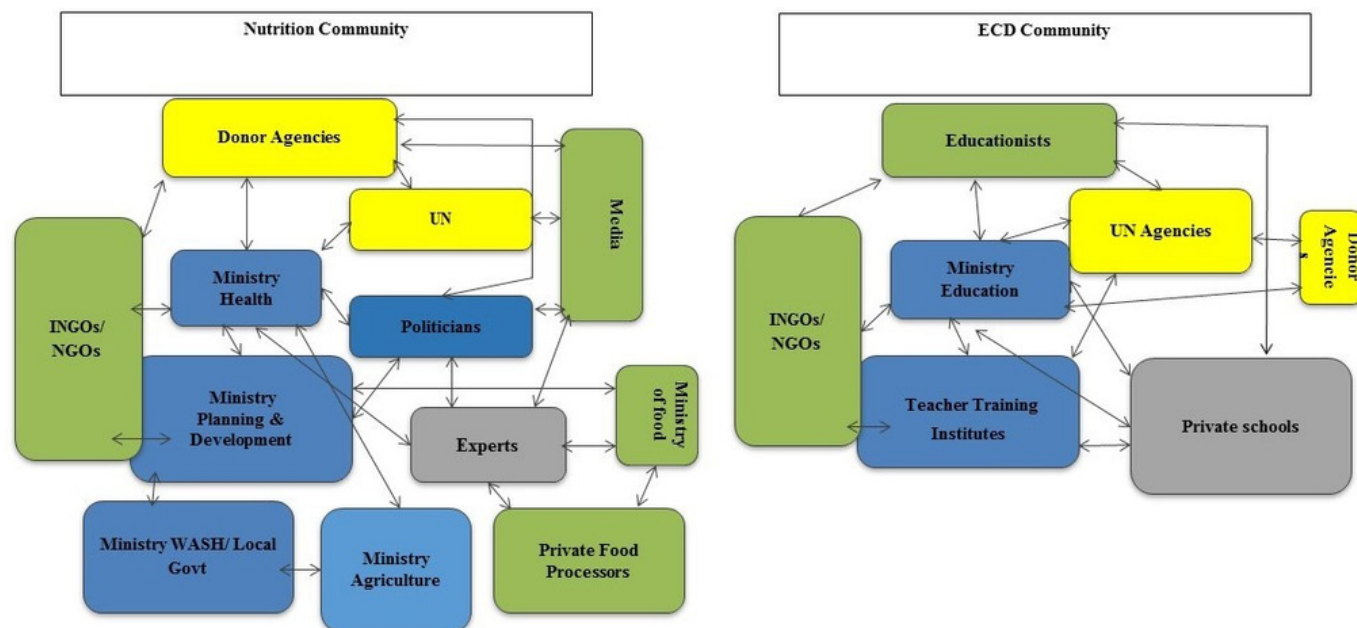 Nutrition Community
Donor Agencies
UN
Media
Ministry
Health
Politicians
INGOs/
NGOs
Ministry
Planning &
Development
Ministry
of food
Experts
Ministry WASH/ Local
Govt
Ministry
Agriculture
Private Food
Processors
ECD Community
Educationists
UN Agencies
Donor
Agencie
s
Ministry
Education
INGOs/
NGOs
Teacher Training
Institutes
Private schools